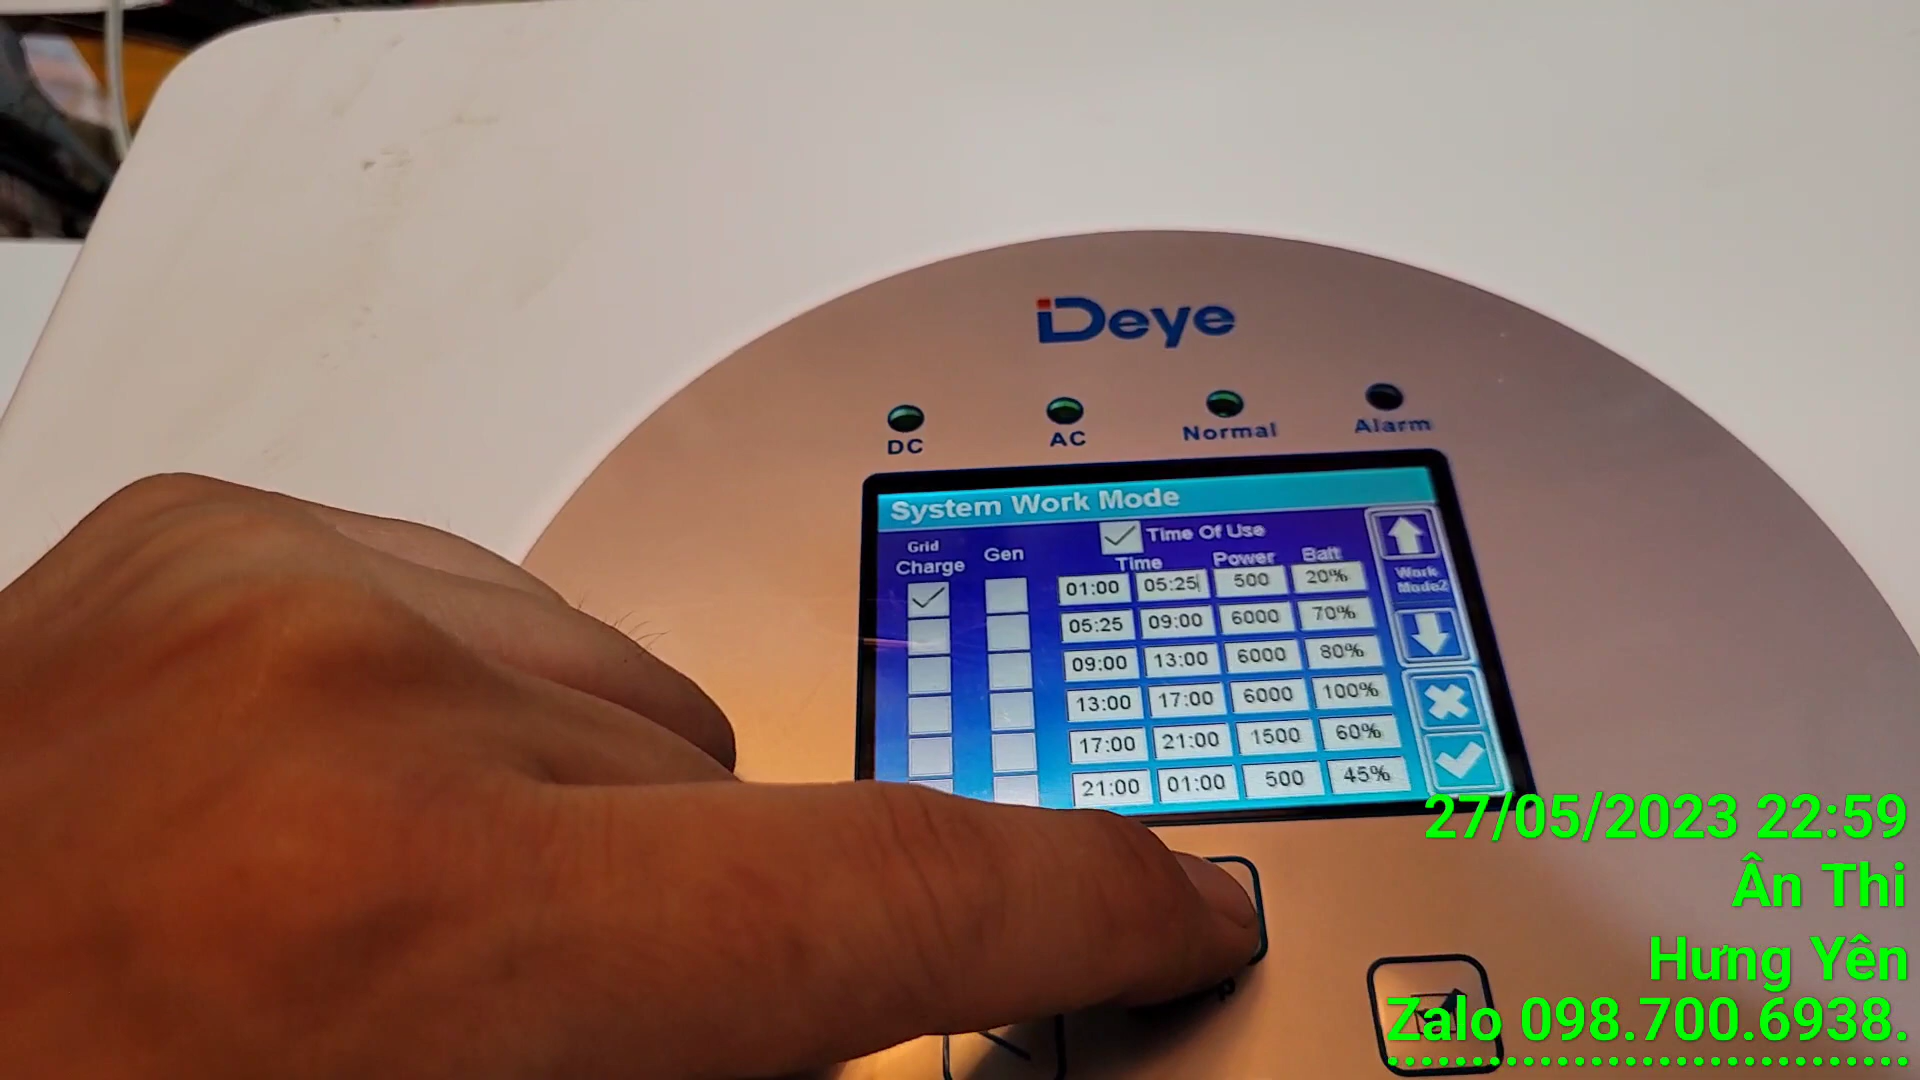 Deye
DC AC Normal Alarm
System Work Mode
Time Of Use
Grid Charge Gen Time Power Batt
01:00 05:25 500 20%
05:25 09:00 6000 70%
09:00 13:00 6000 80%
13:00 17:00 6000 100%
17:00 21:00 1500 60%
21:00 01:00 500 45%
Work Mode2
27/05/2023 22:59
Ân Thi
Hưng Yên
Zalo 098.700.6938.